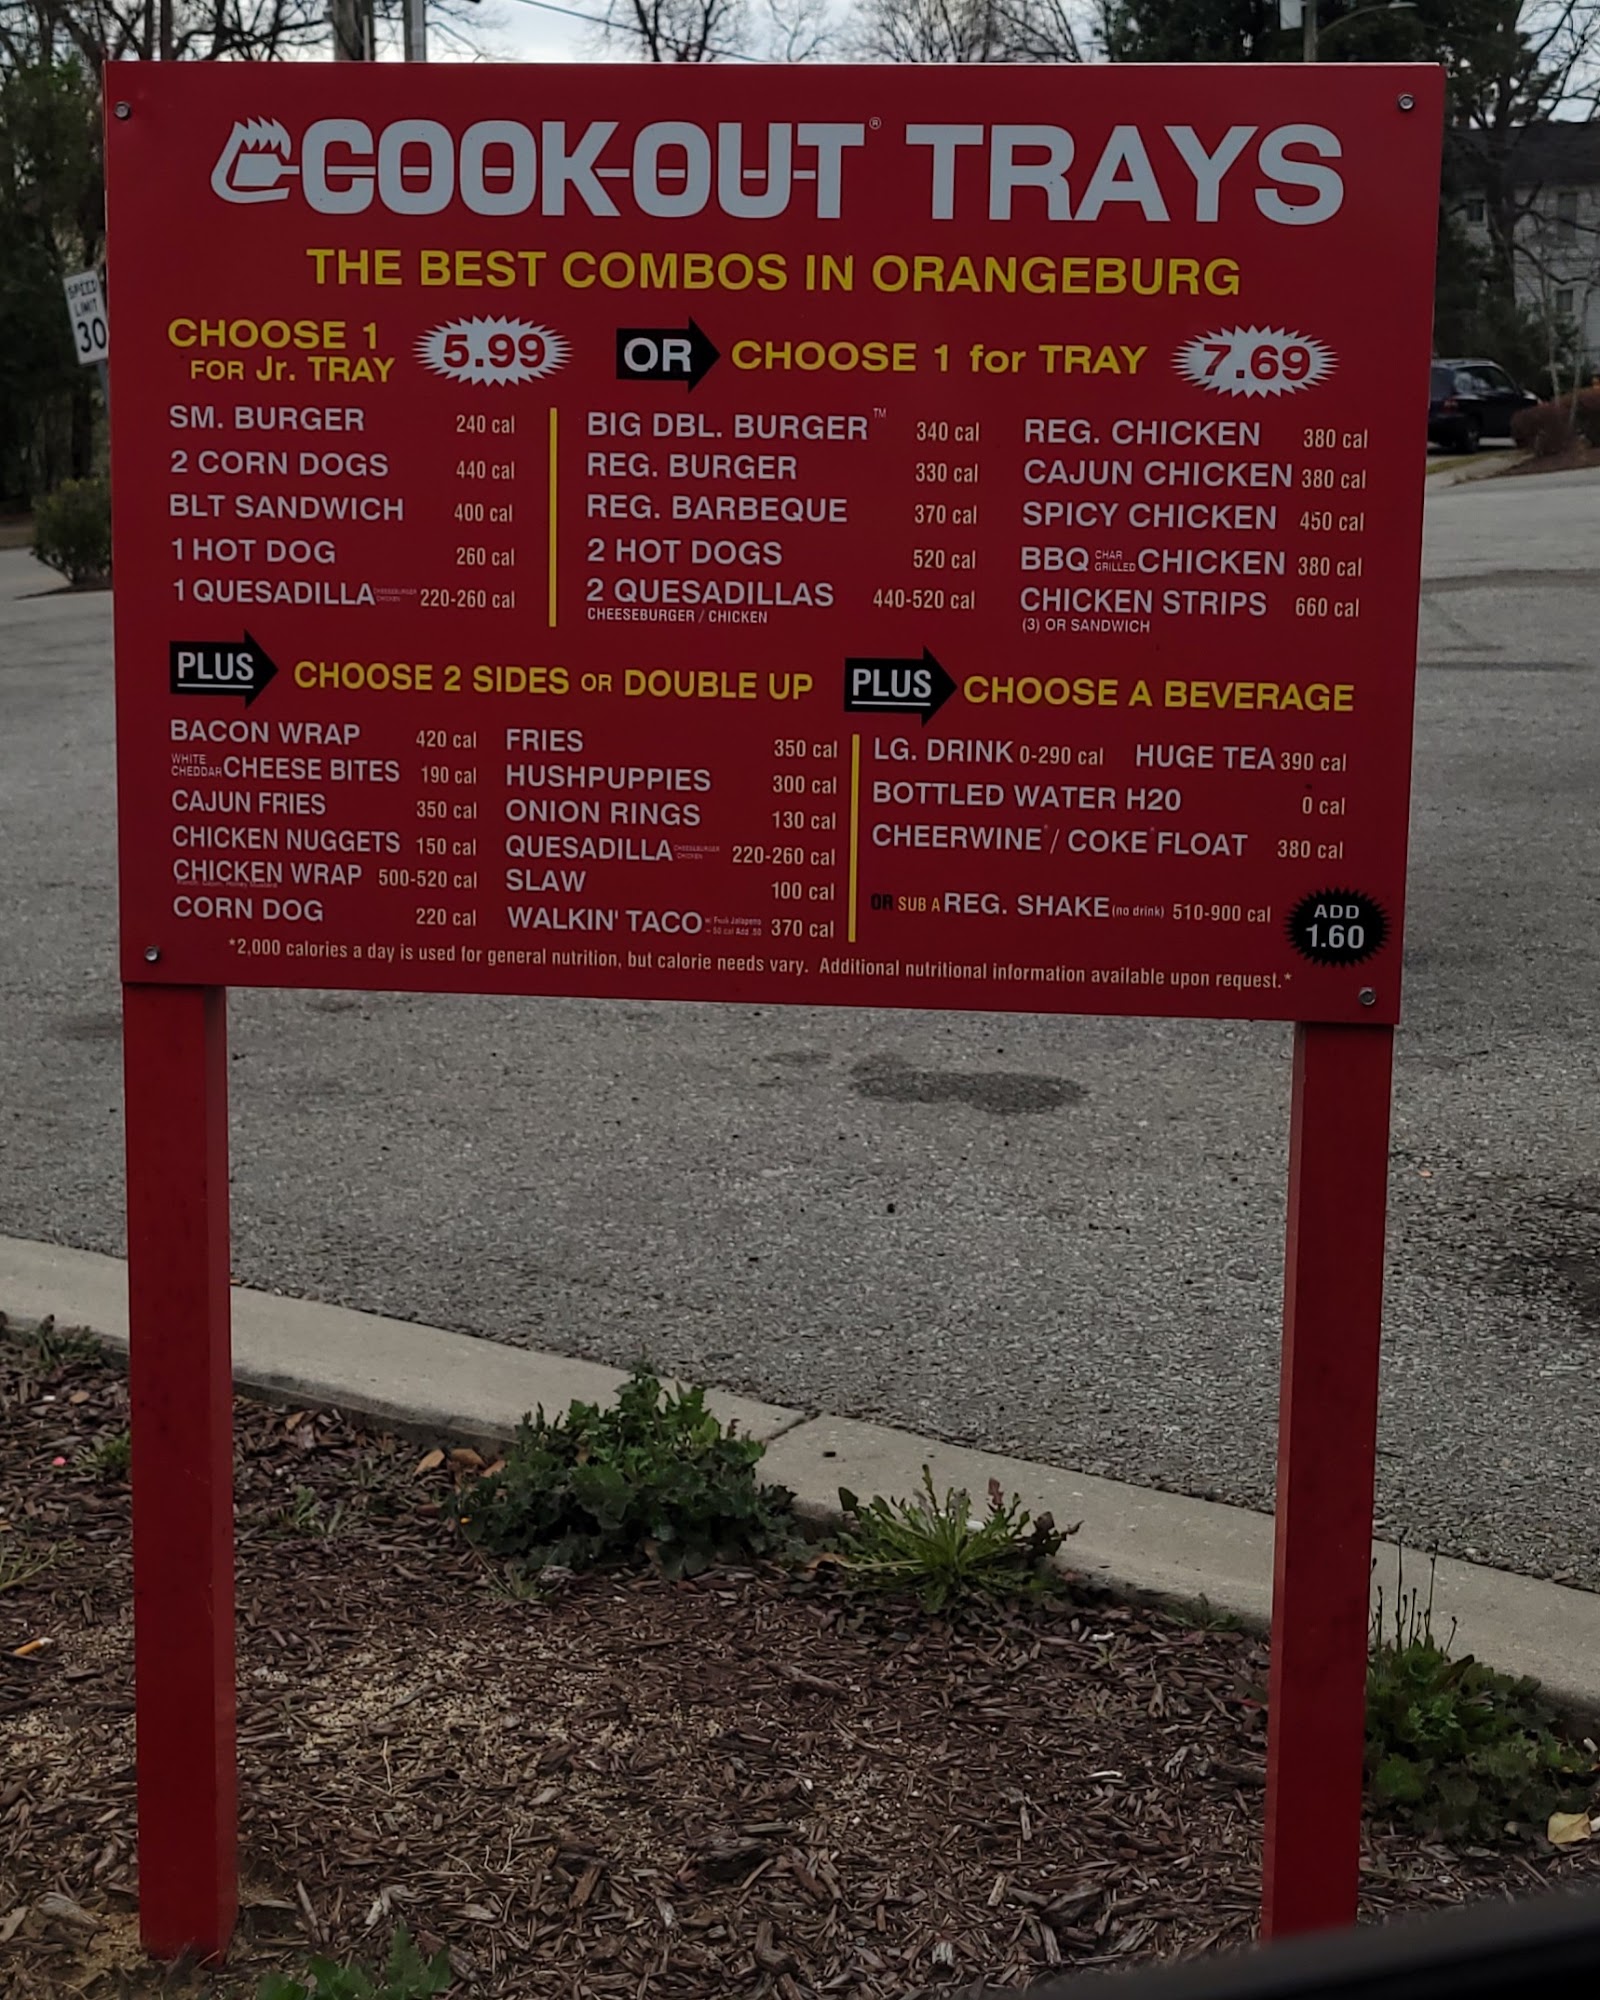 COOK-OUT® TRAYS
THE BEST COMBOS IN ORANGEBURG
CHOOSE 1
FOR Jr. TRAY 5.99
SM. BURGER 240 cal
2 CORN DOGS 440 cal
BLT SANDWICH 400 cal
1 HOT DOG 260 cal
1 QUESADILLA CHEESEBURGER CHICKEN 220-260 cal
OR CHOOSE 1 for TRAY 7.69
BIG DBL. BURGER™ 340 cal
REG. BURGER 330 cal
REG. BARBEQUE 370 cal
2 HOT DOGS 520 cal
2 QUESADILLAS 440-520 cal
CHEESEBURGER / CHICKEN
REG. CHICKEN 380 cal
CAJUN CHICKEN 380 cal
SPICY CHICKEN 450 cal
BBQ CHAR GRILLED CHICKEN 380 cal
CHICKEN STRIPS 660 cal
(3) OR SANDWICH
PLUS CHOOSE 2 SIDES OR DOUBLE UP
BACON WRAP 420 cal
WHITE CHEDDAR CHEESE BITES 190 cal
CAJUN FRIES 350 cal
CHICKEN NUGGETS 150 cal
CHICKEN WRAP 500-520 cal
CORN DOG 220 cal
FRIES 350 cal
HUSHPUPPIES 300 cal
ONION RINGS 130 cal
QUESADILLA CHEESEBURGER CHICKEN 220-260 cal
SLAW 100 cal
WALKIN' TACO 370 cal
PLUS CHOOSE A BEVERAGE
LG. DRINK 0-290 cal HUGE TEA 390 cal
BOTTLED WATER H20 0 cal
CHEERWINE / COKE FLOAT 380 cal
OR SUB A REG. SHAKE (no drink) 510-900 cal ADD 1.60
*2,000 calories a day is used for general nutrition, but calorie needs vary. Additional nutritional information available upon request.*
SPEED
LIMIT
30